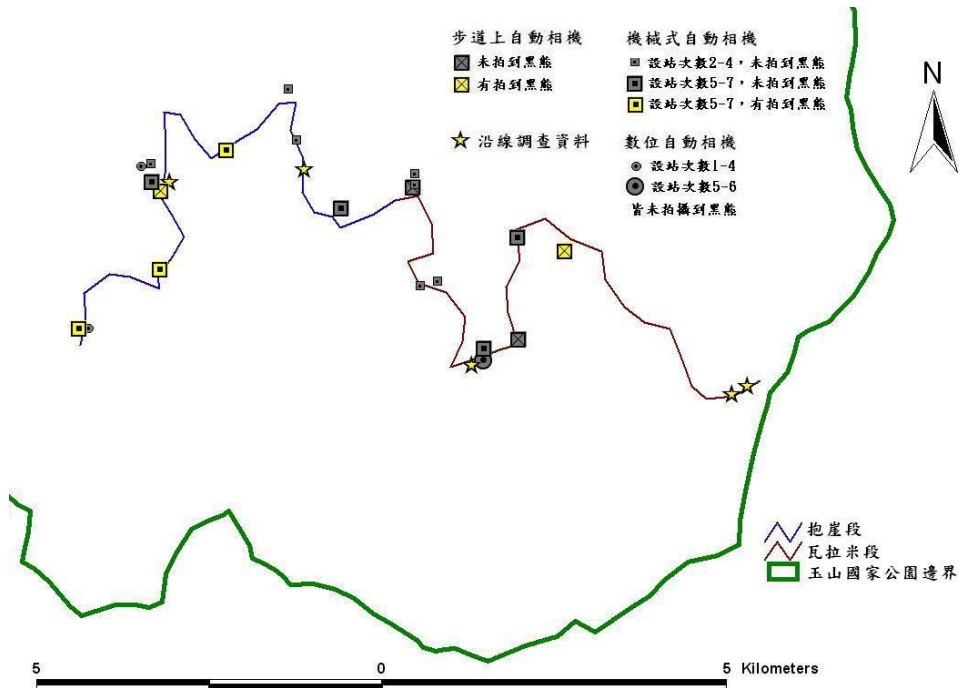 步道上自動相機
未拍到黑熊
有拍到黑熊
沿線調查資料
機械式自動相機
設站次數2-4，未拍到黑熊
設站次數5-7，未拍到黑熊
設站次數5-7，有拍到黑熊
數位自動相機
設站次數1-4
設站次數5-6
皆未拍攝到黑熊
N
抱崖段
瓦拉米段
玉山國家公園邊界
5 0 5 Kilometers